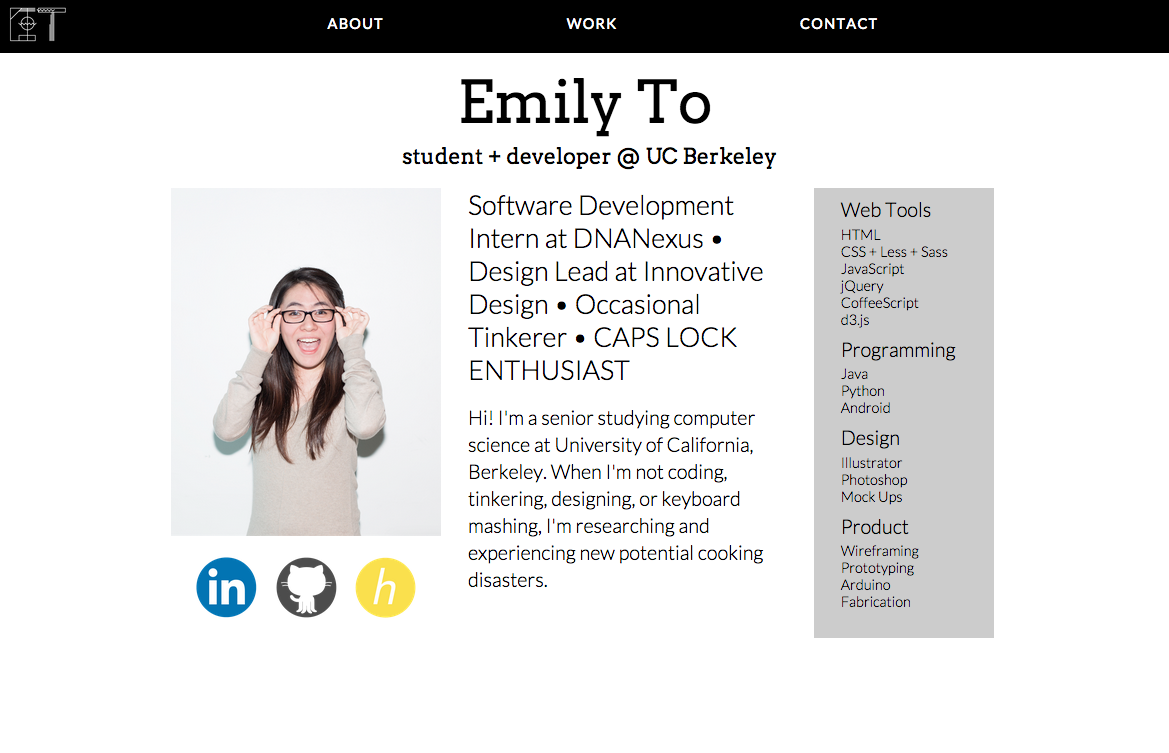 ET
ABOUT
WORK
CONTACT
Emily To
student + developer @ UC Berkeley
Software Development
Intern at DNANexus •
Design Lead at Innovative
Design • Occasional
Tinkerer • CAPS LOCK
ENTHUSIAST
Hi! I'm a senior studying computer
science at University of California,
Berkeley. When I'm not coding,
tinkering, designing, or keyboard
mashing, I'm researching and
experiencing new potential cooking
disasters.
in
h
Web Tools
HTML
CSS + Less + Sass
JavaScript
jQuery
CoffeeScript
d3.js
Programming
Java
Python
Android
Design
Illustrator
Photoshop
Mock Ups
Product
Wireframing
Prototyping
Arduino
Fabrication